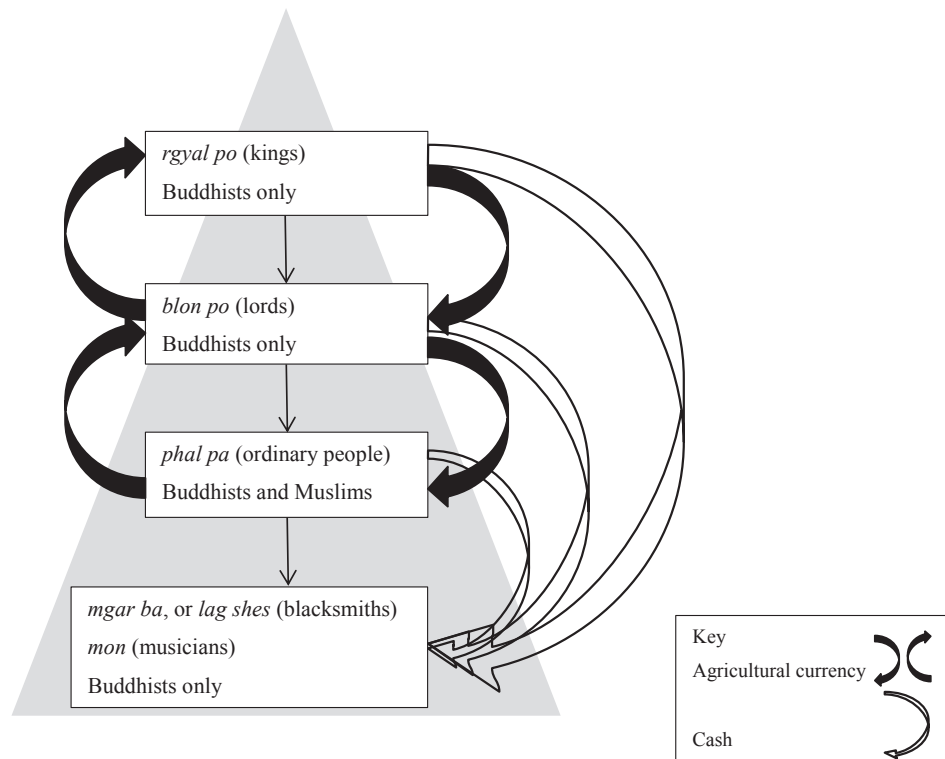 rgyal po (kings)
Buddhists only
blon po (lords)
Buddhists only
phal pa (ordinary people)
Buddhists and Muslims
mgar ba, or lag shes (blacksmiths)
mon (musicians)
Buddhists only
Key
Agricultural currency
Cash